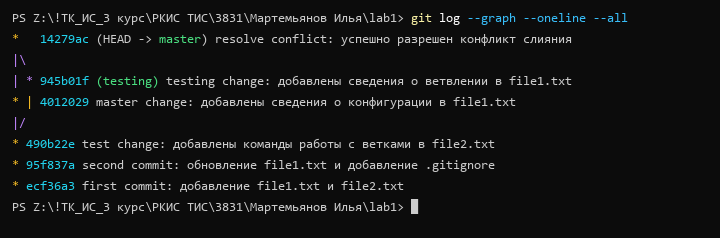 PS Z:\!ТК_ИС_3 курс\РКИС ТИС\3831\Мартемьянов Илья\lab1> git log --graph --oneline --all
*   14279ac (HEAD -> master) resolve conflict: успешно разрешен конфликт слияния
|\
| * 945b01f (testing) testing change: добавлены сведения о ветвлении в file1.txt
* | 4012029 master change: добавлены сведения о конфигурации в file1.txt
|/
* 490b22e test change: добавлены команды работы с ветками в file2.txt
* 95f837a second commit: обновление file1.txt и добавление .gitignore
* ecf36a3 first commit: добавление file1.txt и file2.txt
PS Z:\!ТК_ИС_3 курс\РКИС ТИС\3831\Мартемьянов Илья\lab1>